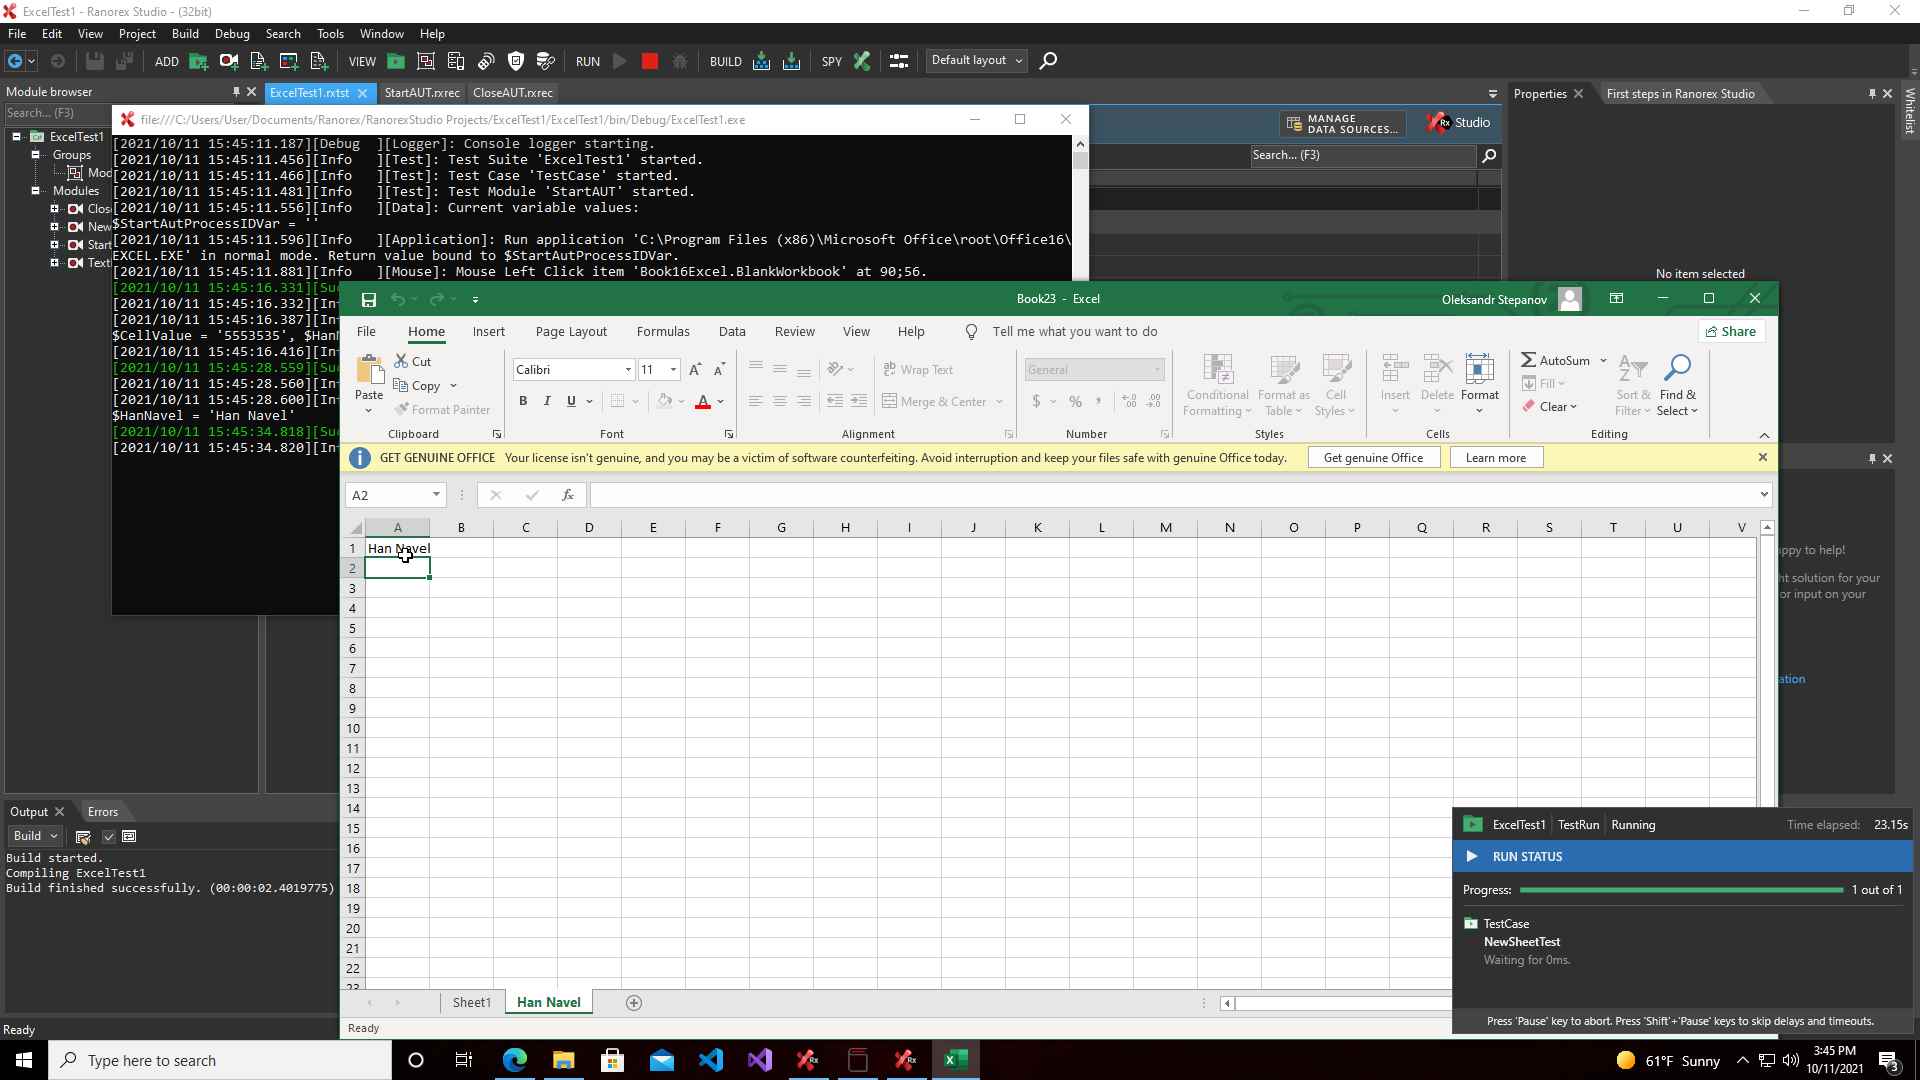 ExcelTest1 - Ranorex Studio - (32bit)
File Edit View Project Build Debug Search Tools Window Help
ADD VIEW RUN BUILD SPY Default layout
Module browser
ExcelTest1.rxtst StartAUT.rxrec CloseAUT.rxrec
Properties First steps in Ranorex Studio
Whitelist
Search... (F3)
ExcelTest1
Groups
Modules
file:///C:/Users/User/Documents/Ranorex/RanorexStudio Projects/ExcelTest1/ExcelTest1/bin/Debug/ExcelTest1.exe
MANAGE
DATA SOURCES...
Rx Studio
Search... (F3)
No item selected
[2021/10/11 15:45:11.187][Debug  ][Logger]: Console logger starting.
[2021/10/11 15:45:11.456][Info   ][Test]: Test Suite 'ExcelTest1' started.
[2021/10/11 15:45:11.466][Info   ][Test]: Test Case 'TestCase' started.
[2021/10/11 15:45:11.481][Info   ][Test]: Test Module 'StartAUT' started.
[2021/10/11 15:45:11.556][Info   ][Data]: Current variable values:
$StartAutProcessIDVar = ''
[2021/10/11 15:45:11.596][Info   ][Application]: Run application 'C:\Program Files (x86)\Microsoft Office\root\Office16\
EXCEL.EXE' in normal mode. Return value bound to $StartAutProcessIDVar.
[2021/10/11 15:45:11.881][Info   ][Mouse]: Mouse Left Click item 'Book16Excel.BlankWorkbook' at 90;56.
[2021/10/11 15:45:16.331][Su
[2021/10/11 15:45:16.332][In
[2021/10/11 15:45:16.387][In
$CellValue = '5553535', $Han
[2021/10/11 15:45:16.416][In
[2021/10/11 15:45:28.559][Su
[2021/10/11 15:45:28.560][In
[2021/10/11 15:45:28.600][In
$HanNavel = 'Han Navel'
[2021/10/11 15:45:34.818][Su
[2021/10/11 15:45:34.820][In
Book23 - Excel
Oleksandr Stepanov
File Home Insert Page Layout Formulas Data Review View Help Tell me what you want to do Share
Paste Cut Copy Format Painter
Clipboard
Calibri 11
B I U
Font
Wrap Text
Merge & Center
Alignment
General
$ %
Number
Conditional Formatting
Format as Table
Cell Styles
Styles
Insert Delete Format
Cells
AutoSum
Fill
Clear
Sort & Filter
Find & Select
Editing
GET GENUINE OFFICE Your license isn't genuine, and you may be a victim of software counterfeiting. Avoid interruption and keep your files safe with genuine Office today. Get genuine Office Learn more
A2 fx
A B C D E F G H I J K L M N O P Q R S T U V
1 Han Navel
2
3
4
5
6
7
8
9
10
11
12
13
14
15
16
17
18
19
20
21
22
23
Sheet1 Han Navel
Ready
ppy to help!
ht solution for your
or input on your
ation
Output Errors
Build
Build started.
Compiling ExcelTest1
Build finished successfully. (00:00:02.4019775)
Ready
ExcelTest1 TestRun Running Time elapsed: 23.15s
RUN STATUS
Progress: 1 out of 1
TestCase
NewSheetTest
Waiting for 0ms.
Press 'Pause' key to abort. Press 'Shift'+'Pause' keys to skip delays and timeouts.
Type here to search
61°F Sunny
3:45 PM
10/11/2021
3